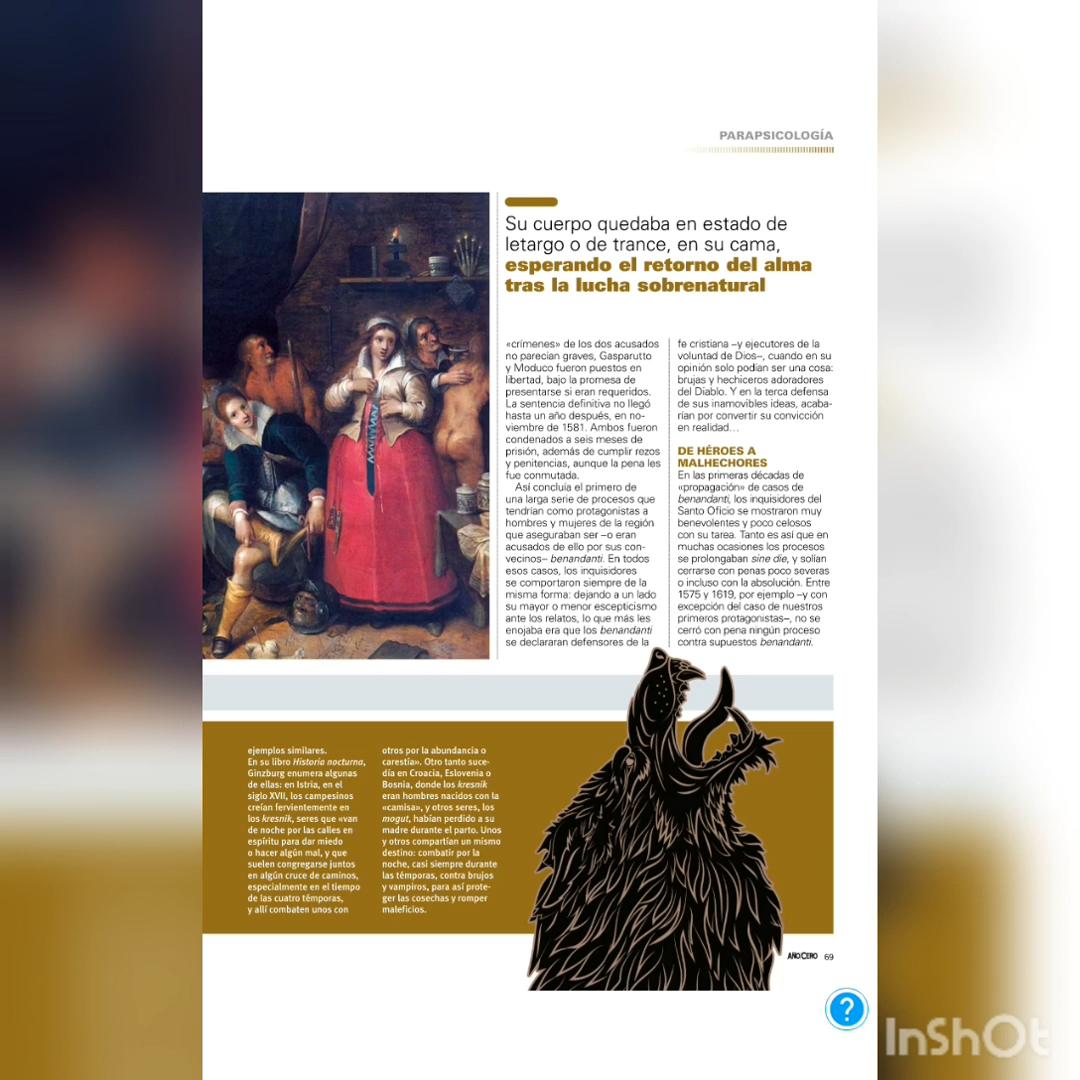 PARAPSICOLOGÍA
Su cuerpo quedaba en estado de
letargo o de trance, en su cama,
esperando el retorno del alma
tras la lucha sobrenatural
«crímenes» de los dos acusados
no parecían graves, Gasparutto
y Moduco fueron puestos en
libertad, bajo la promesa de
presentarse si eran requeridos.
La sentencia definitiva no llegó
hasta un año después, en no-
viembre de 1581. Ambos fueron
condenados a seis meses de
prisión, además de cumplir rezos
y penitencias, aunque la pena les
fue conmutada.
Así concluía el primero de
una larga serie de procesos que
tendrían como protagonistas a
hombres y mujeres de la región
que aseguraban ser –o eran
acusados de ello por sus con-
vecinos– benandanti. En todos
esos casos, los inquisidores
se comportaron siempre de la
misma forma: dejando a un lado
su mayor o menor escepticismo
ante los relatos, lo que más les
enojaba era que los benandanti
se declararan defensores de la
fe cristiana –y ejecutores de la
voluntad de Dios–, cuando en su
opinión solo podían ser una cosa:
brujas y hechiceros adoradores
del Diablo. Y en la terca defensa
de sus inamovibles ideas, acaba-
rían por convertir su convicción
en realidad...
DE HÉROES A
MALHECHORES
En las primeras décadas de
«propagación» de casos de
benandanti, los inquisidores del
Santo Oficio se mostraron muy
benevolentes y poco celosos
con su tarea. Tanto es así que en
muchas ocasiones los procesos
se prolongaban sine die, y solían
cerrarse con penas poco severas
o incluso con la absolución. Entre
1575 y 1619, por ejemplo –y con
excepción del caso de nuestros
primeros protagonistas–, no se
cerró con pena ningún proceso
contra supuestos benandanti.
ejemplos similares.
En su libro Historia nocturna,
Ginzburg enumera algunas
de ellas: en Istria, en el
siglo XVII, los campesinos
creían fervientemente en
los kresnik, seres que «van
de noche por las calles en
espíritu para dar miedo
o hacer algún mal, y que
suelen congregarse juntos
en algún cruce de caminos,
especialmente en el tiempo
de las cuatro témporas,
y allí combaten unos con
otros por la abundancia o
carestía». Otro tanto suce-
día en Croacia, Eslovenia o
Bosnia, donde los kresnik
eran hombres nacidos con la
«camisa», y otros seres, los
mogut, habían perdido a su
madre durante el parto. Unos
y otros compartían un mismo
destino: combatir por la
noche, casi siempre durante
las témporas, contra brujos
y vampiros, para así prote-
ger las cosechas y romper
maleficios.
AÑO/CERO 69
?
InShOt